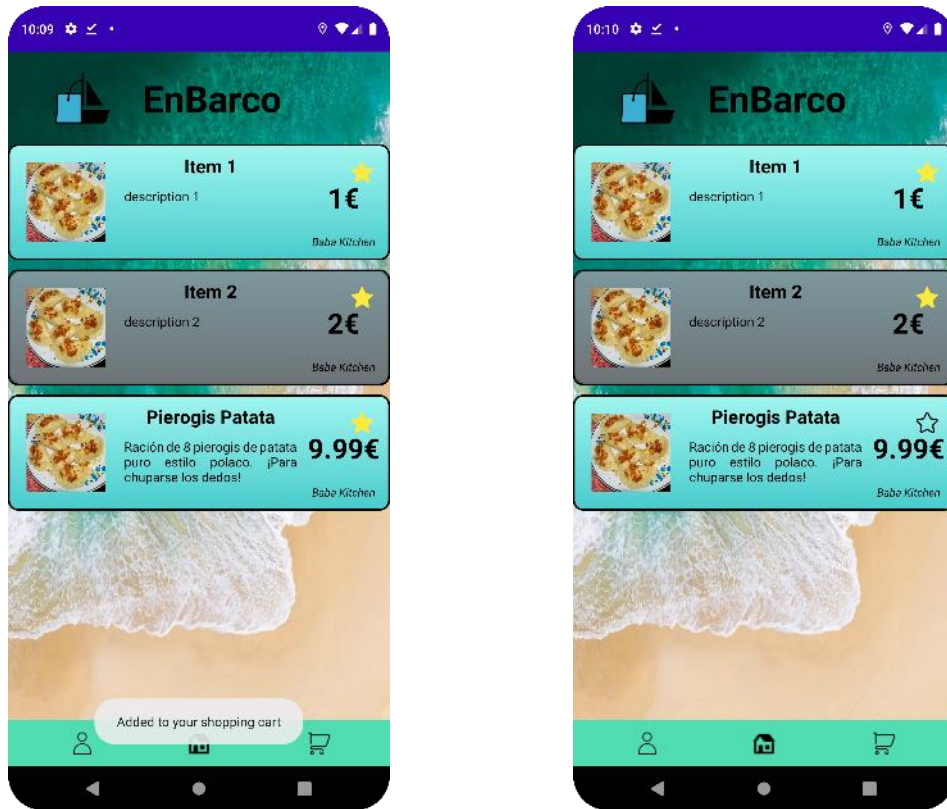 10:09
EnBarco
Item 1
description 1
1€
Baba Kitchen
Item 2
description 2
2€
Baba Kitchen
Pierogis Patata
Ración de 8 pierogis de patata
puro estilo polaco. ¡Para
chuparse los dedos!
9.99€
Baba Kitchen
Added to your shopping cart
10:10
EnBarco
Item 1
description 1
1€
Baba Kitchen
Item 2
description 2
2€
Baba Kitchen
Pierogis Patata
Ración de 8 pierogis de patata
puro estilo polaco. ¡Para
chuparse los dedos!
9.99€
Baba Kitchen